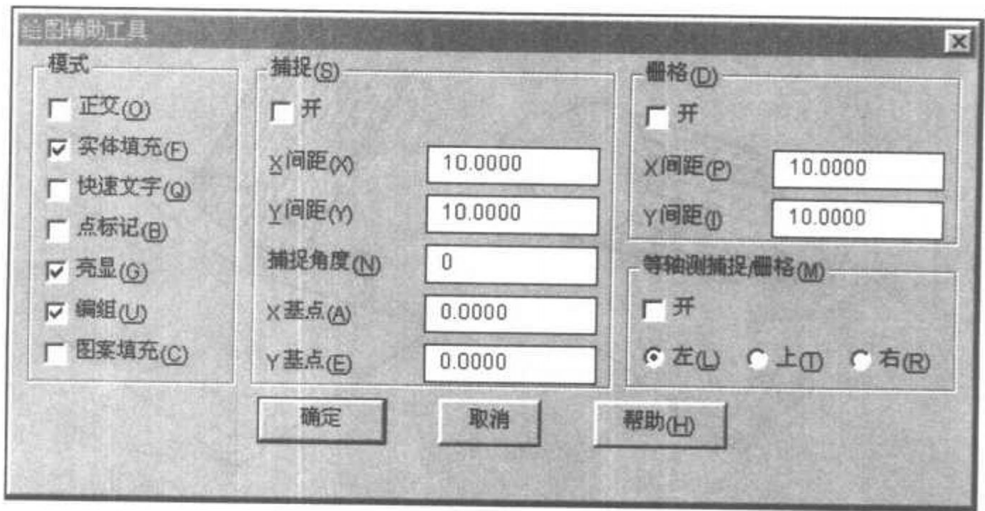 绘图辅助工具
模式
正交(O)
实体填充(F)
快速文字(Q)
点标记(B)
亮显(G)
编组(U)
图案填充(C)
捕捉(S)
开
X间距(X) 10.0000
Y间距(Y) 10.0000
捕捉角度(N) 0
X基点(A) 0.0000
Y基点(E) 0.0000
栅格(D)
开
X间距(P) 10.0000
Y间距(I) 10.0000
等轴测捕捉/栅格(M)
开
左(L) 上(T) 右(R)
确定 取消 帮助(H)